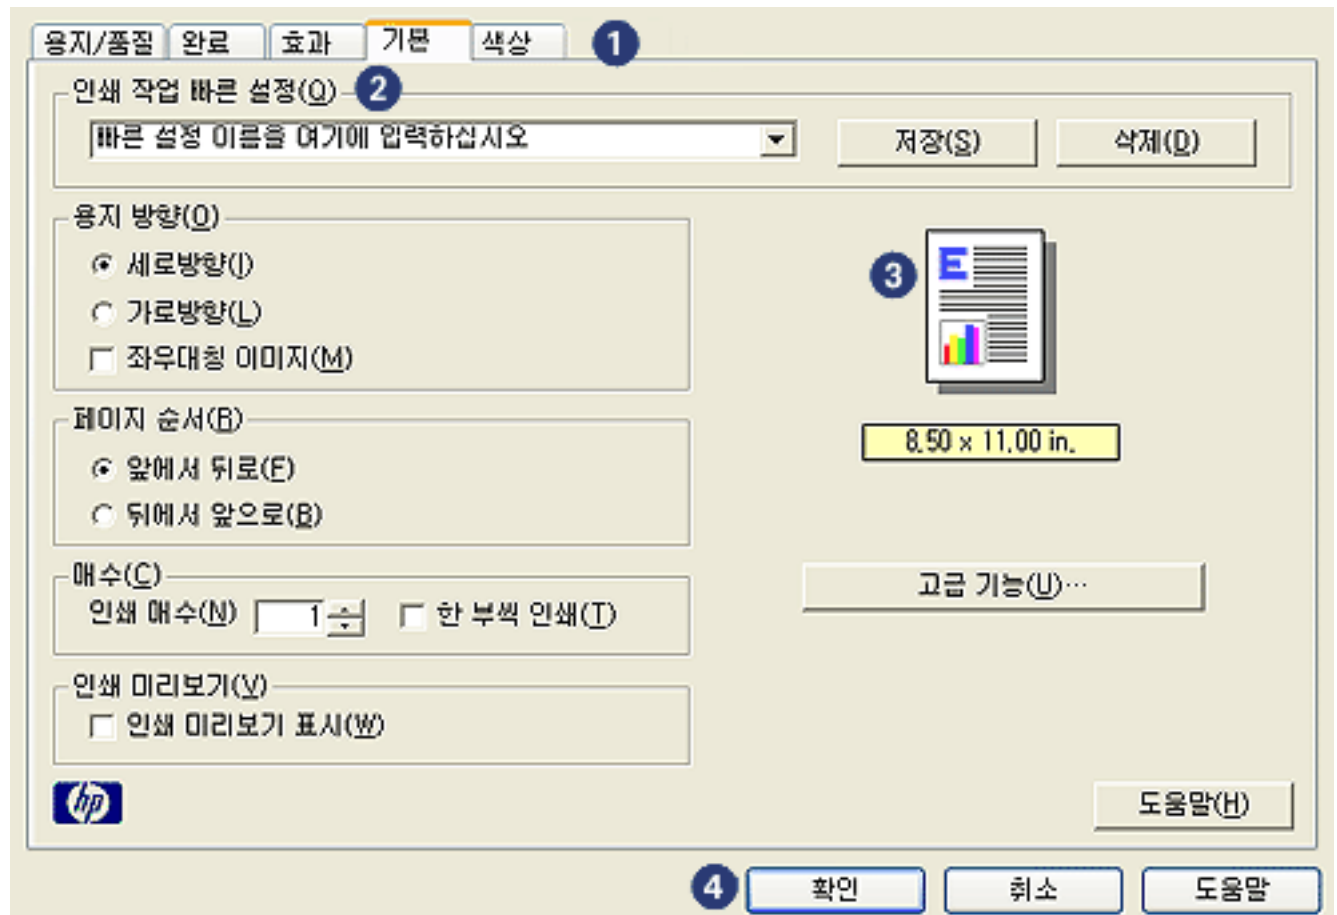 용지/품질 완료 효과 기본 색상 1
인쇄 작업 빠른 설정(Q) 2
빠른 설정 이름을 여기에 입력하십시오 저장(S) 삭제(D)
용지 방향(O)
세로방향(I)
가로방향(L)
좌우대칭 이미지(M)
3
E
8.50 x 11.00 in.
페이지 순서(R)
앞에서 뒤로(F)
뒤에서 앞으로(B)
매수(C)
인쇄 매수(N) 1 한 부씩 인쇄(T)
고급 기능(U)...
인쇄 미리보기(V)
인쇄 미리보기 표시(W)
hp
도움말(H)
4 확인 취소 도움말